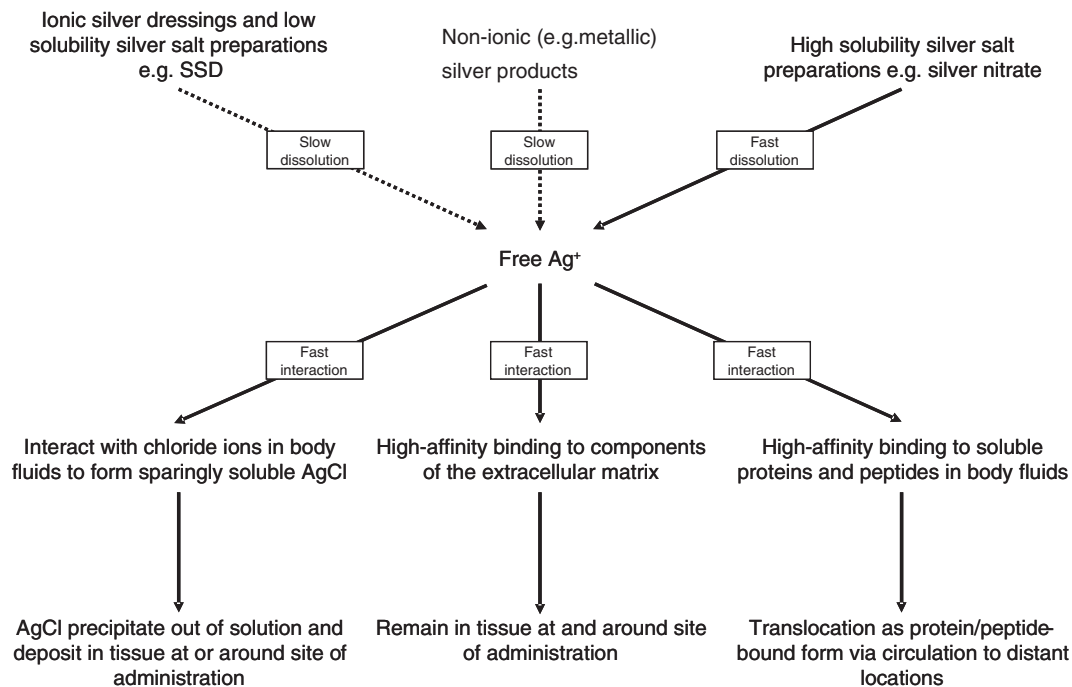 Ionic silver dressings and low
solubility silver salt preparations
e.g. SSD
Non-ionic (e.g.metallic)
silver products
High solubility silver salt
preparations e.g. silver nitrate
Slow
dissolution
Slow
dissolution
Fast
dissolution
Free Ag⁺
Fast
interaction
Fast
interaction
Fast
interaction
Interact with chloride ions in body
fluids to form sparingly soluble AgCl
High-affinity binding to components
of the extracellular matrix
High-affinity binding to soluble
proteins and peptides in body fluids
AgCl precipitate out of solution and
deposit in tissue at or around site of
administration
Remain in tissue at and around site
of administration
Translocation as protein/peptide-
bound form via circulation to distant
locations